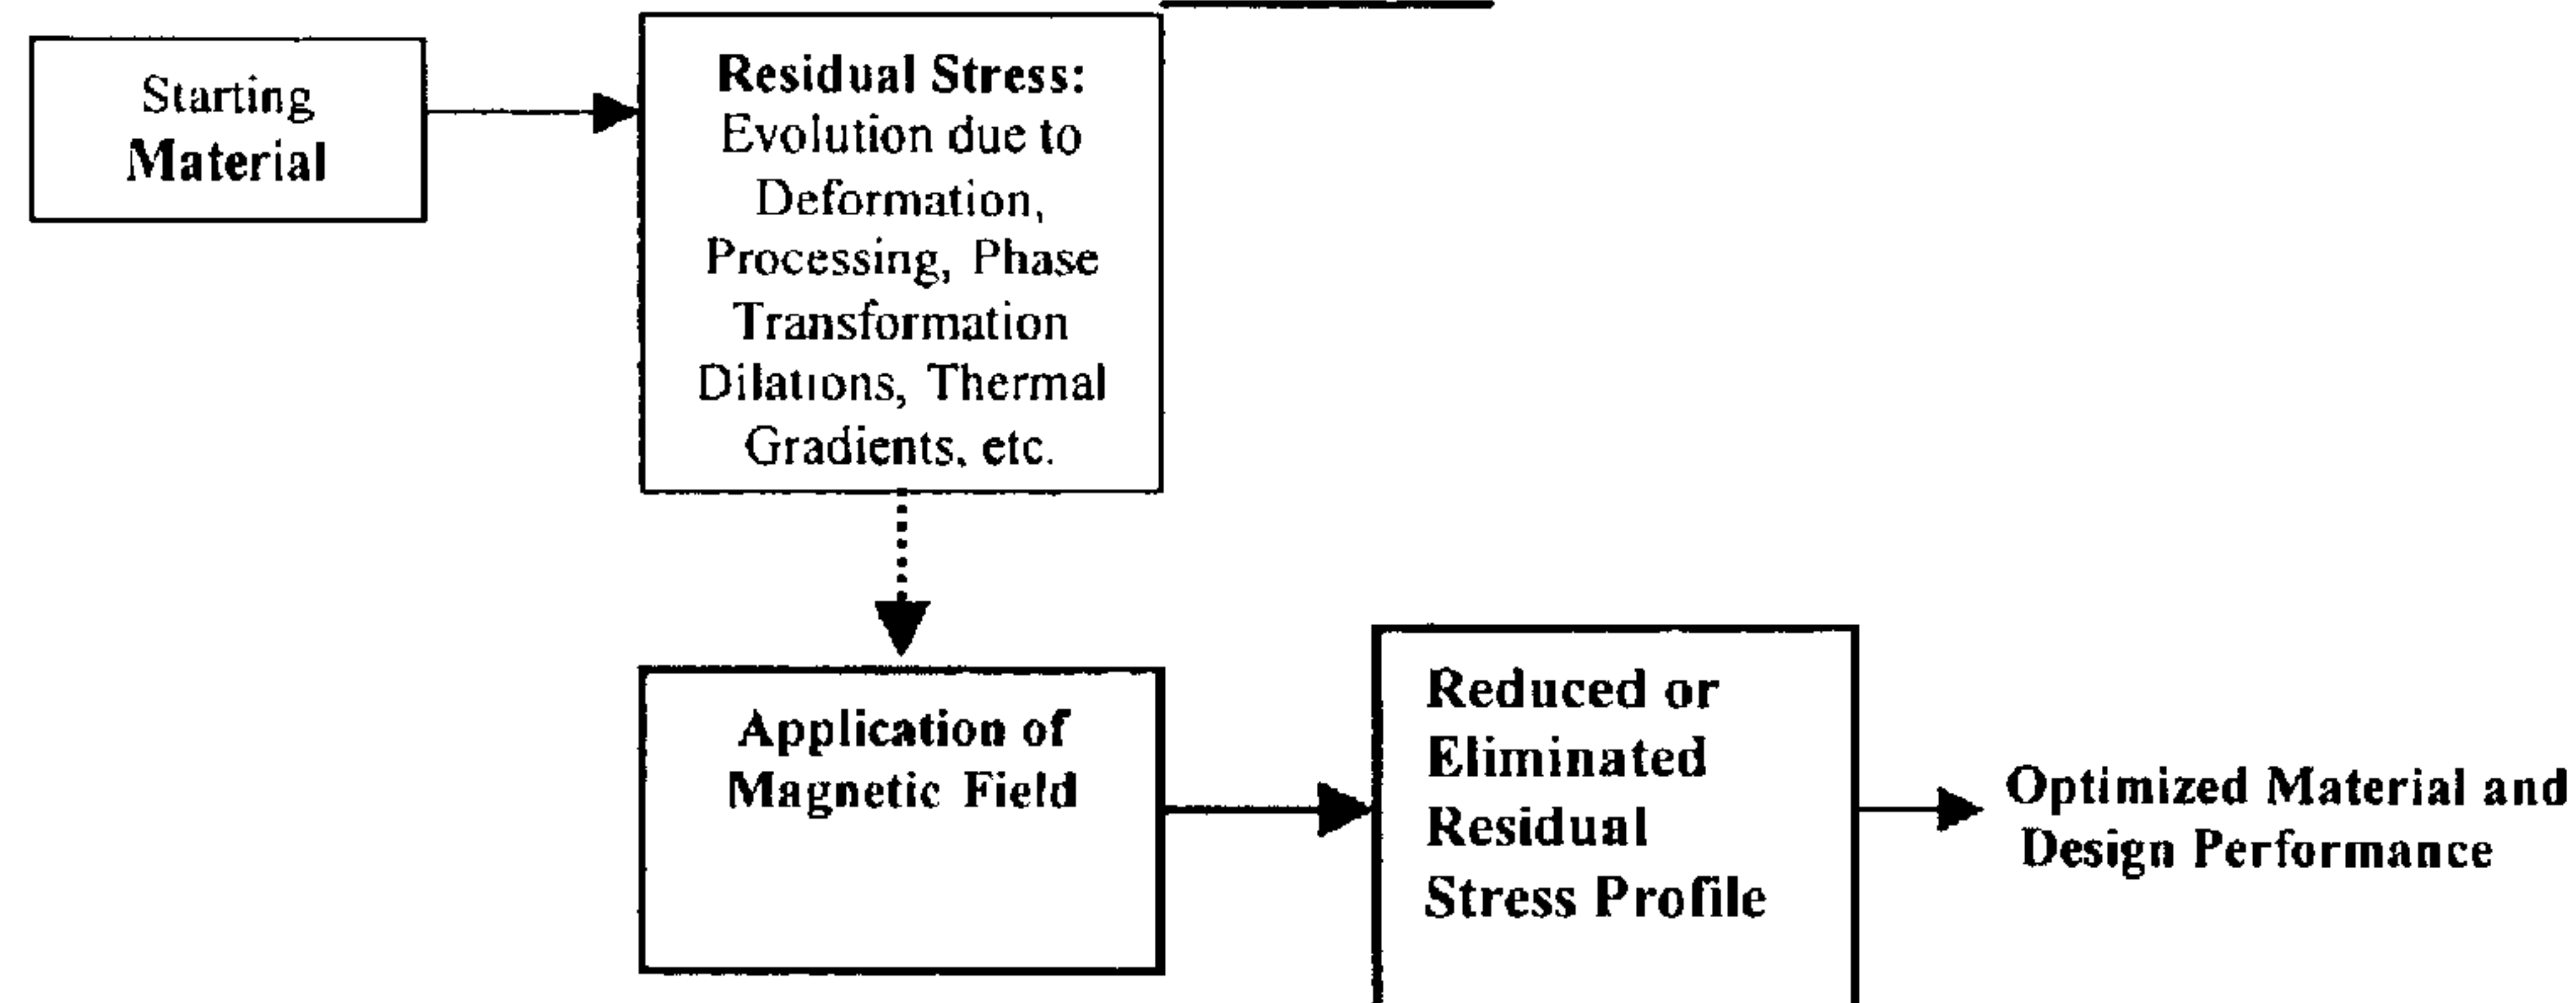 Starting
Material
Residual Stress:
Evolution due to
Deformation,
Processing, Phase
Transformation
Dilations, Thermal
Gradients, etc.
Application of
Magnetic Field
Reduced or
Eliminated
Residual
Stress Profile
Optimized Material and
Design Performance